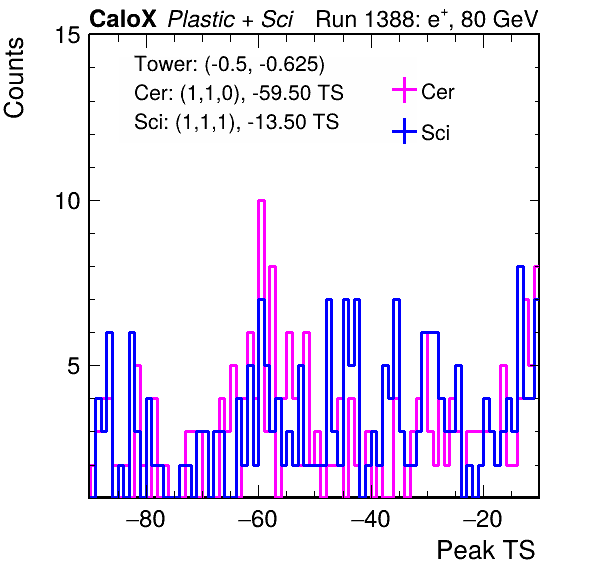 CaloX Plastic + Sci Run 1388: e+, 80 GeV
Counts
15
10
5
Tower: (-0.5, -0.625)
Cer: (1,1,0), -59.50 TS
Sci: (1,1,1), -13.50 TS
Cer
Sci
−80 −60 −40 −20
Peak TS